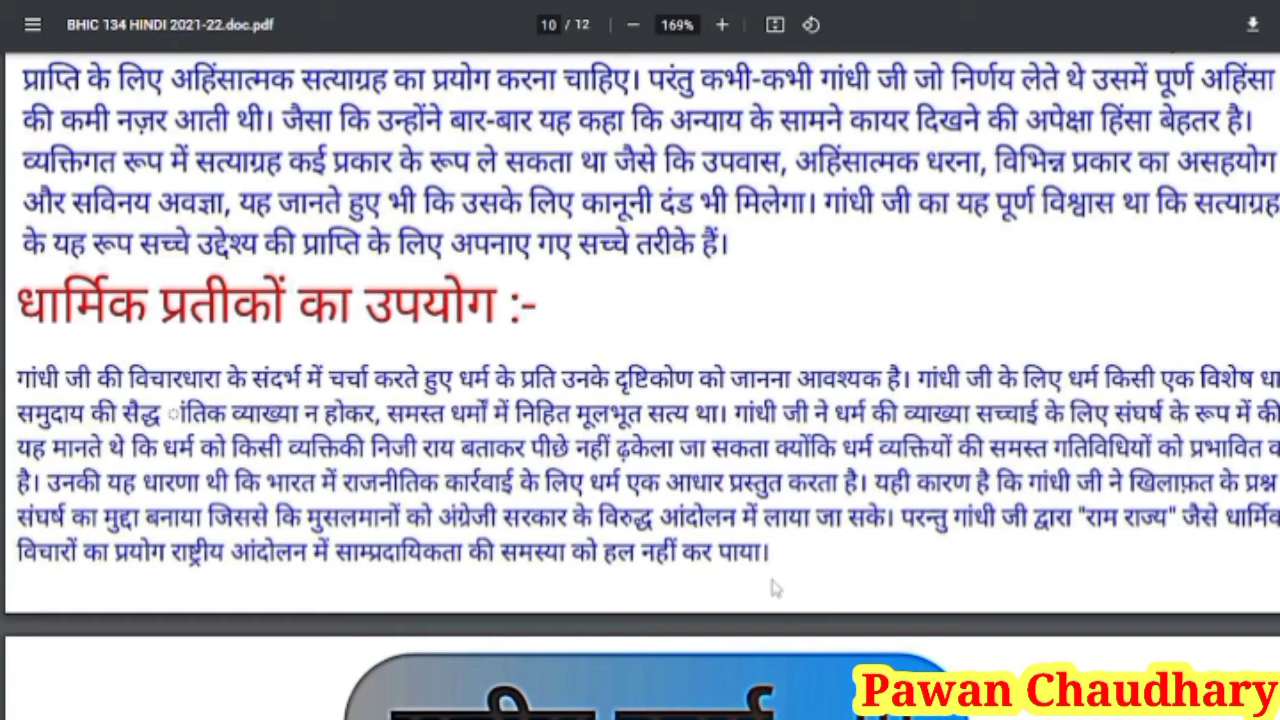 BHIC 134 HINDI 2021-22.doc.pdf 10 / 12 169%
प्राप्ति के लिए अहिंसात्मक सत्याग्रह का प्रयोग करना चाहिए। परंतु कभी-कभी गांधी जी जो निर्णय लेते थे उसमें पूर्ण अहिंसा
की कमी नज़र आती थी। जैसा कि उन्होंने बार-बार यह कहा कि अन्याय के सामने कायर दिखने की अपेक्षा हिंसा बेहतर है।
व्यक्तिगत रूप में सत्याग्रह कई प्रकार के रूप ले सकता था जैसे कि उपवास, अहिंसात्मक धरना, विभिन्न प्रकार का असहयोग
और सविनय अवज्ञा, यह जानते हुए भी कि उसके लिए कानूनी दंड भी मिलेगा। गांधी जी का यह पूर्ण विश्वास था कि सत्याग्रह
के यह रूप सच्चे उद्देश्य की प्राप्ति के लिए अपनाए गए सच्चे तरीके हैं।
धार्मिक प्रतीकों का उपयोग :-
गांधी जी की विचारधारा के संदर्भ में चर्चा करते हुए धर्म के प्रति उनके दृष्टिकोण को जानना आवश्यक है। गांधी जी के लिए धर्म किसी एक विशेष
समुदाय की सैद्ध ांतिक व्याख्या न होकर, समस्त धर्मों में निहित मूलभूत सत्य था। गांधी जी ने धर्म की व्याख्या सच्चाई के लिए संघर्ष के रूप में की
यह मानते थे कि धर्म को किसी व्यक्तिकी निजी राय बताकर पीछे नहीं ढ़केला जा सकता क्योंकि धर्म व्यक्तियों की समस्त गतिविधियों को प्रभावित
है। उनकी यह धारणा थी कि भारत में राजनीतिक कार्रवाई के लिए धर्म एक आधार प्रस्तुत करता है। यही कारण है कि गांधी जी ने खिलाफ़त के प्रश्न
संघर्ष का मुद्दा बनाया जिससे कि मुसलमानों को अंग्रेजी सरकार के विरुद्ध आंदोलन में लाया जा सके। परन्तु गांधी जी द्वारा "राम राज्य" जैसे धार्मिक
विचारों का प्रयोग राष्ट्रीय आंदोलन में साम्प्रदायिकता की समस्या को हल नहीं कर पाया।
Pawan Chaudhary